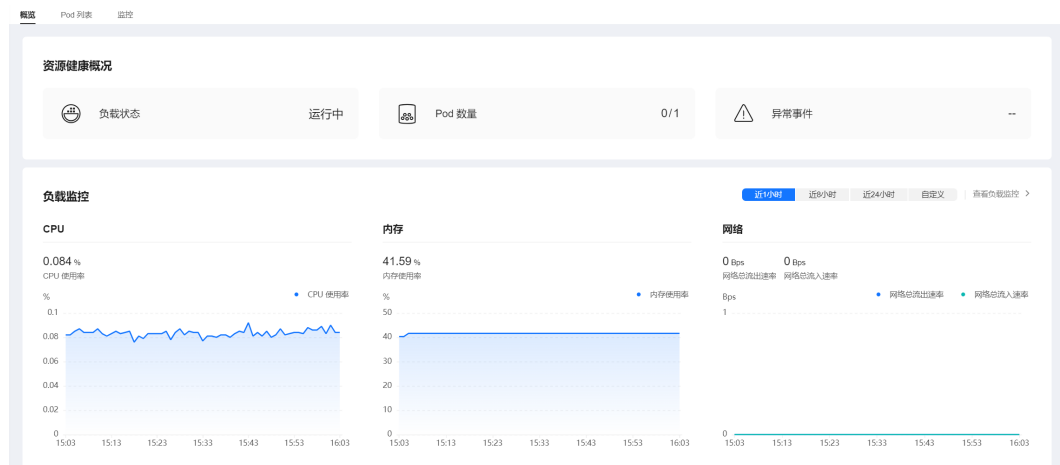 概览 Pod 列表 监控
资源健康概况
负载状态 运行中 Pod 数量 0/1 异常事件 --
负载监控 近1小时 近8小时 近24小时 自定义 查看负载监控
CPU 内存 网络
0.084 % 41.59 % 0 Bps 0 Bps
CPU 使用率 内存使用率 网络总流出速率 网络总流入速率
% CPU 使用率 % 内存使用率 Bps 网络总流出速率 网络总流入速率
0.1 50 1
0.08 40
0.06 30
0.04 20
0.02 10
0 0 0
15:03 15:13 15:23 15:33 15:43 15:53 16:03 15:03 15:13 15:23 15:33 15:43 15:53 16:03 15:03 15:13 15:23 15:33 15:43 15:53 16:03